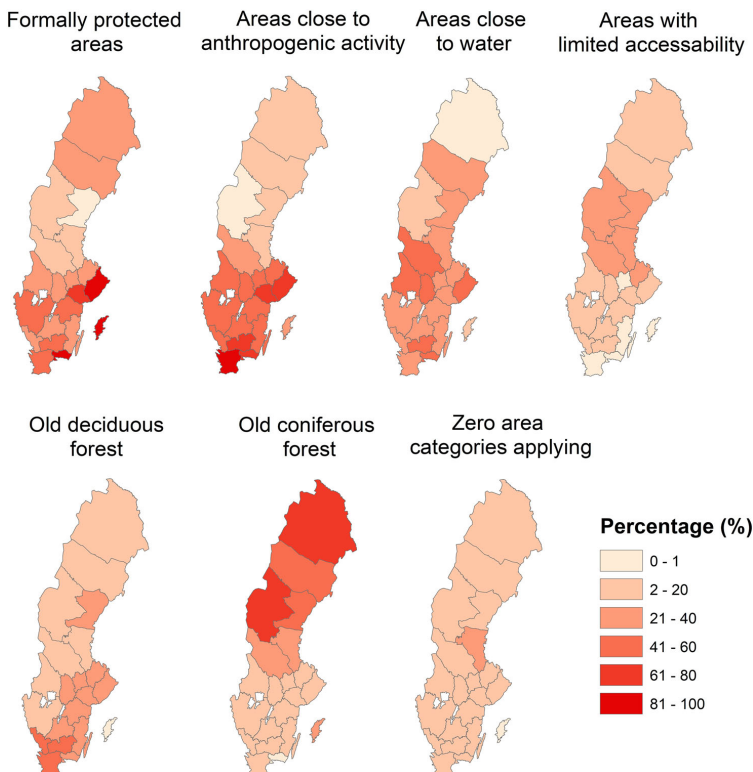 Formally protected
areas
Areas close to
anthropogenic activity
Areas close
to water
Areas with
limited accessability
Old deciduous
forest
Old coniferous
forest
Zero area
categories applying
Percentage (%)
0 - 1
2 - 20
21 - 40
41 - 60
61 - 80
81 - 100